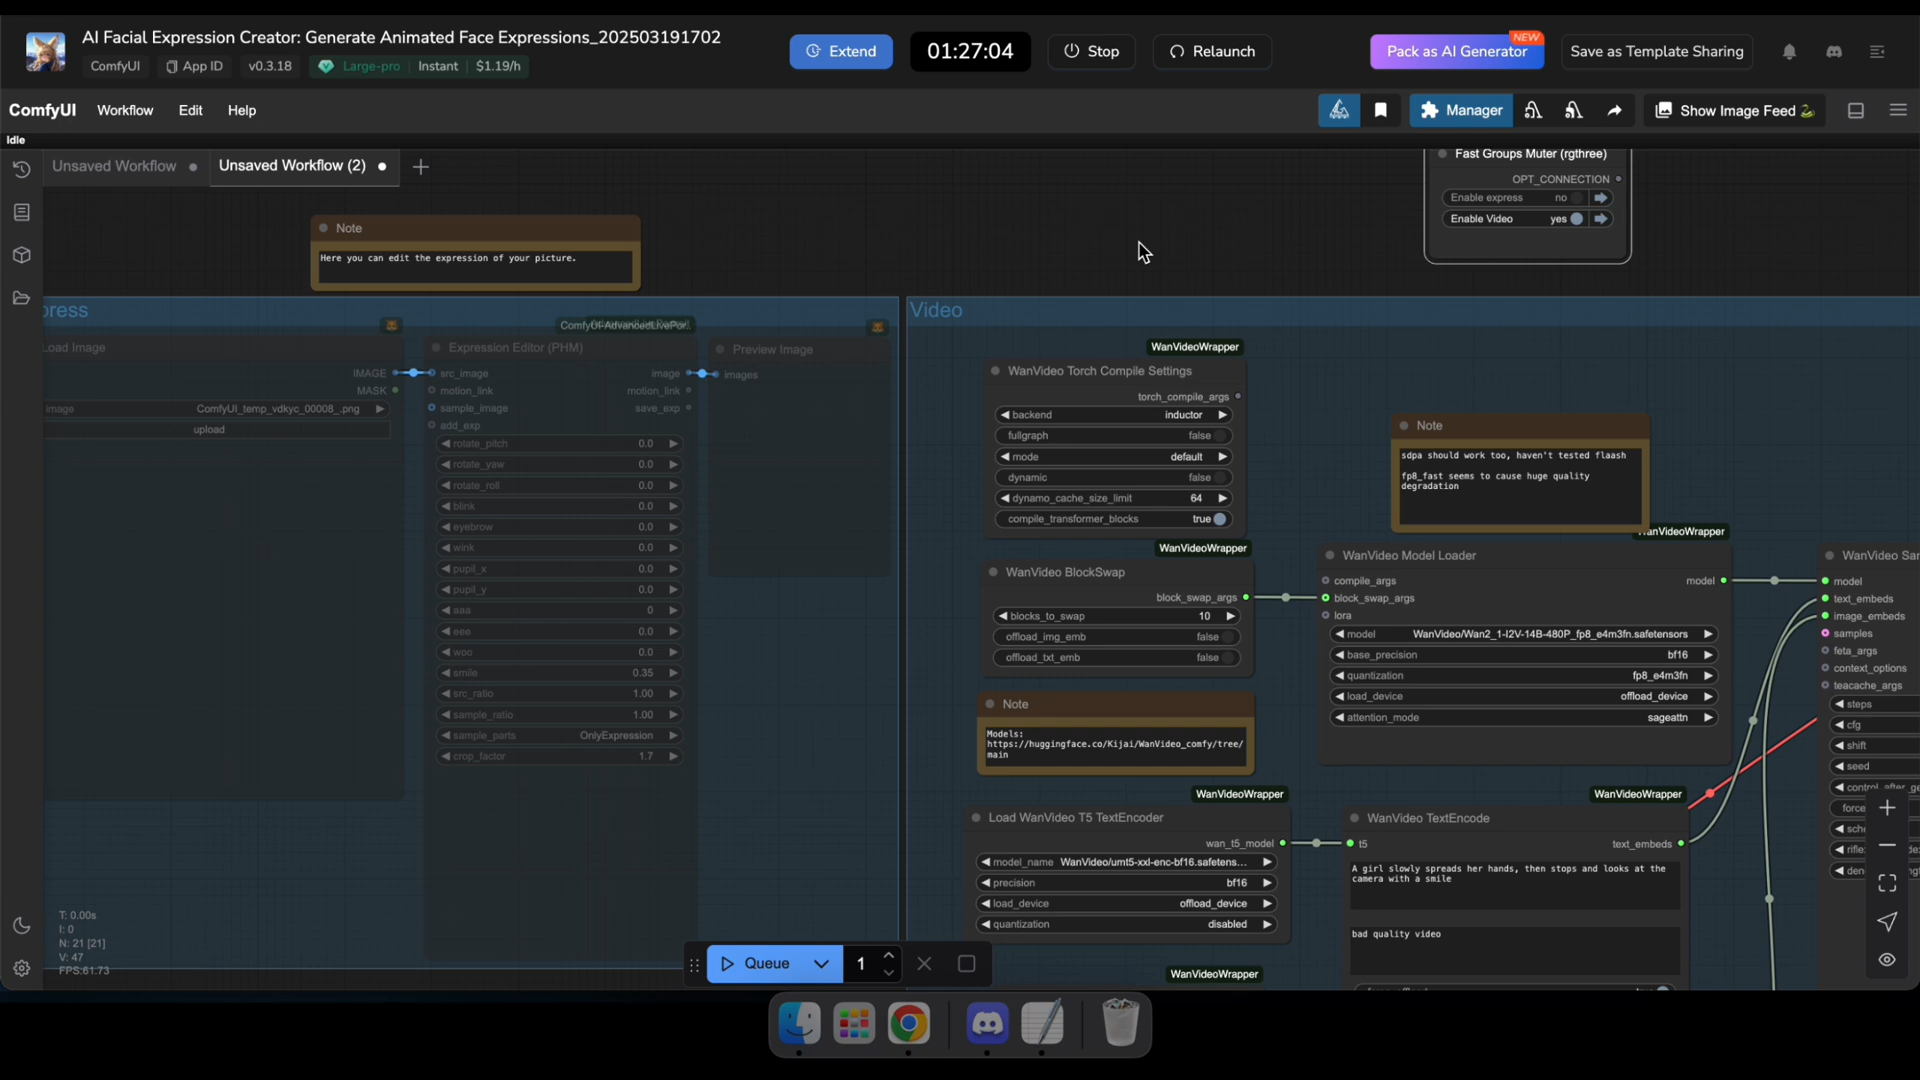 AI Facial Expression Creator: Generate Animated Face Expressions_202503191702
ComfyUI
App ID
v0.3.18
Large-pro
Instant
$1.19/h
Extend
01:27:04
Stop
Relaunch
NEW
Pack as AI Generator
Save as Template Sharing
ComfyUI
Workflow
Edit
Help
Manager
Show Image Feed
Idle
Unsaved Workflow
Unsaved Workflow (2)
Fast Groups Muter (rgthree)
OPT_CONNECTION
Enable express no
Enable Video yes
Note
Here you can edit the expression of your picture.
press
Load Image
IMAGE
MASK
image ComfyUI_temp_vdkyc_00008_.png
upload
ComfyUI-AdvancedLivePor..
Expression Editor (PHM)
src_image image
motion_link motion_link
sample_image save_exp
add_exp
rotate_pitch 0.0
rotate_yaw 0.0
rotate_roll 0.0
blink 0.0
eyebrow 0.0
wink 0.0
pupil_x 0.0
pupil_y 0.0
aaa 0
eee 0.0
woo 0.0
smile 0.35
src_ratio 1.00
sample_ratio 1.00
sample_parts OnlyExpression
crop_factor 1.7
Preview Image
images
Video
WanVideoWrapper
WanVideo Torch Compile Settings
torch_compile_args
backend inductor
fullgraph false
mode default
dynamic false
dynamo_cache_size_limit 64
compile_transformer_blocks true
WanVideoWrapper
WanVideo BlockSwap
block_swap_args
blocks_to_swap 10
offload_img_emb false
offload_txt_emb false
Note
Models:
https://huggingface.co/Kijai/WanVideo_comfy/tree/
main
Note
sdpa should work too, haven't tested flaash
fp8_fast seems to cause huge quality
degradation
WanVideoWrapper
WanVideo Model Loader
compile_args model
block_swap_args
lora
model WanVideo/Wan2_1-I2V-14B-480P_fp8_e4m3fn.safetensors
base_precision bf16
quantization fp8_e4m3fn
load_device offload_device
attention_mode sageattn
WanVideo Sar
model
text_embeds
image_embeds
samples
feta_args
context_options
teacache_args
steps
cfg
shift
seed
force
WanVideoWrapper
Load WanVideo T5 TextEncoder
wan_t5_model
model_name WanVideo/umt5-xxl-enc-bf16.safetens...
precision bf16
load_device offload_device
quantization disabled
WanVideoWrapper
WanVideo TextEncode
t5 text_embeds
A girl slowly spreads her hands, then stops and looks at the
camera with a smile
bad quality video
WanVideoWrapper
T: 0.00s
I: 0
N: 21 [21]
V: 47
FPS:61.73
Queue
1